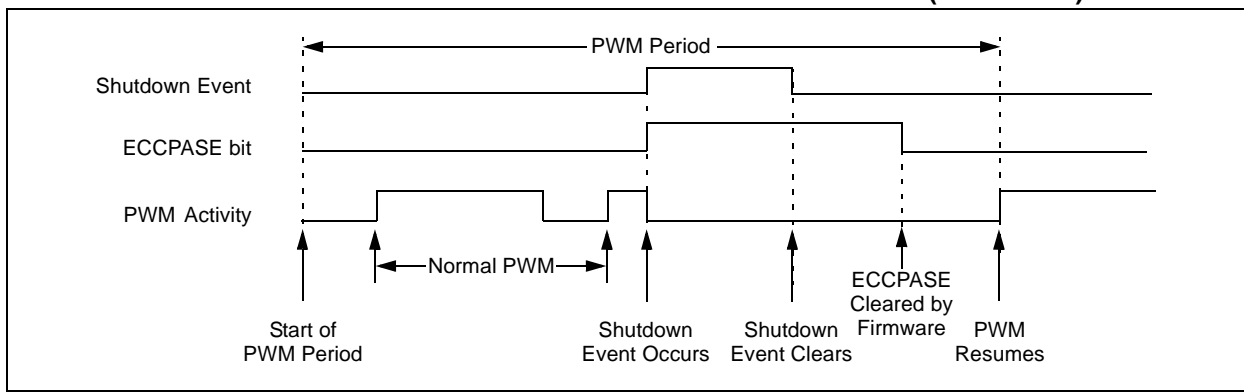 PWM Period
Shutdown Event
ECCPASE bit
PWM Activity
Normal PWM
Start of
PWM Period
Shutdown
Event Occurs
Shutdown
Event Clears
ECCPASE
Cleared by
Firmware
PWM
Resumes